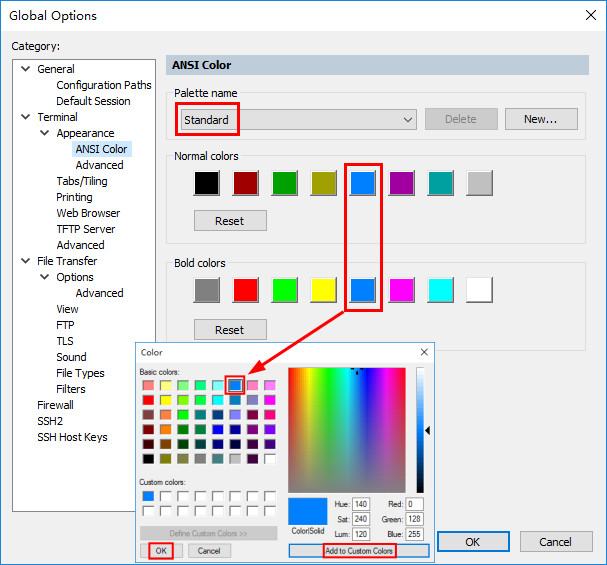 Global Options
Category:
General
Configuration Paths
Default Session
Terminal
Appearance
ANSI Color
Advanced
Tabs/Tiling
Printing
Web Browser
TFTP Server
Advanced
File Transfer
Options
Advanced
View
FTP
TLS
Sound
File Types
Filters
Firewall
SSH2
SSH Host Keys
ANSI Color
Palette name
Standard
Delete
New...
Normal colors
Reset
Bold colors
Reset
Color
Basic colors:
Custom colors:
Define Custom Colors >>
OK
Cancel
Color|Solid
Hue: 140
Sat: 240
Lum: 120
Red: 0
Green: 128
Blue: 255
Add to Custom Colors
OK
Cancel